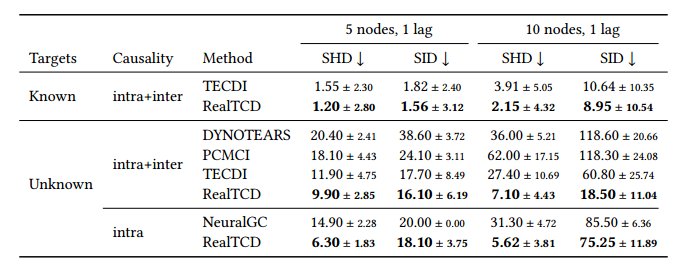 5 nodes, 1 lag 10 nodes, 1 lag
Targets Causality Method SHD ↓ SID ↓ SHD ↓ SID ↓
TECDI 1.55 ± 2.30 1.82 ± 2.40 3.91 ± 5.05 10.64 ± 10.35
Known intra+inter
RealTCD 1.20 ± 2.80 1.56 ± 3.12 2.15 ± 4.32 8.95 ± 10.54
DYNOTEARS 20.40 ± 2.41 38.60 ± 3.72 36.00 ± 5.21 118.60 ± 20.66
PCMCI 18.10 ± 4.43 24.10 ± 3.11 62.00 ± 17.15 118.30 ± 24.08
intra+inter
TECDI 11.90 ± 4.75 17.70 ± 8.49 27.40 ± 10.69 60.80 ± 25.74
Unknown
RealTCD 9.90 ± 2.85 16.10 ± 6.19 7.10 ± 4.43 18.50 ± 11.04
NeuralGC 14.90 ± 2.28 20.00 ± 0.00 31.30 ± 4.72 85.50 ± 6.36
intra
RealTCD 6.30 ± 1.83 18.10 ± 3.75 5.62 ± 3.81 75.25 ± 11.89